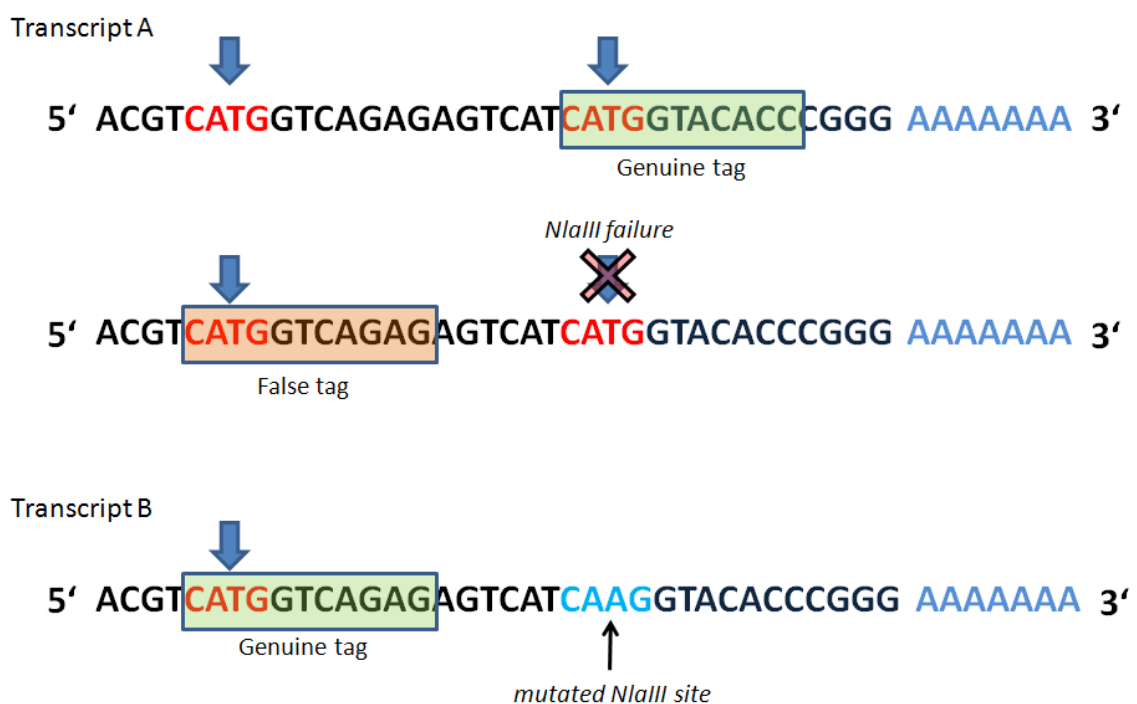 Transcript A
5‘ ACGTCATGGTCAGAGAGTCATCATGGTACACCCGGG AAAAAAA 3‘
Genuine tag
NlaIII failure
5‘ ACGTCATGGTCAGAGAGTCATCATGGTACACCCGGG AAAAAAA 3‘
False tag
Transcript B
5‘ ACGTCATGGTCAGAGAGTCATCAAGGTACACCCGGG AAAAAAA 3‘
Genuine tag
mutated NlaIII site